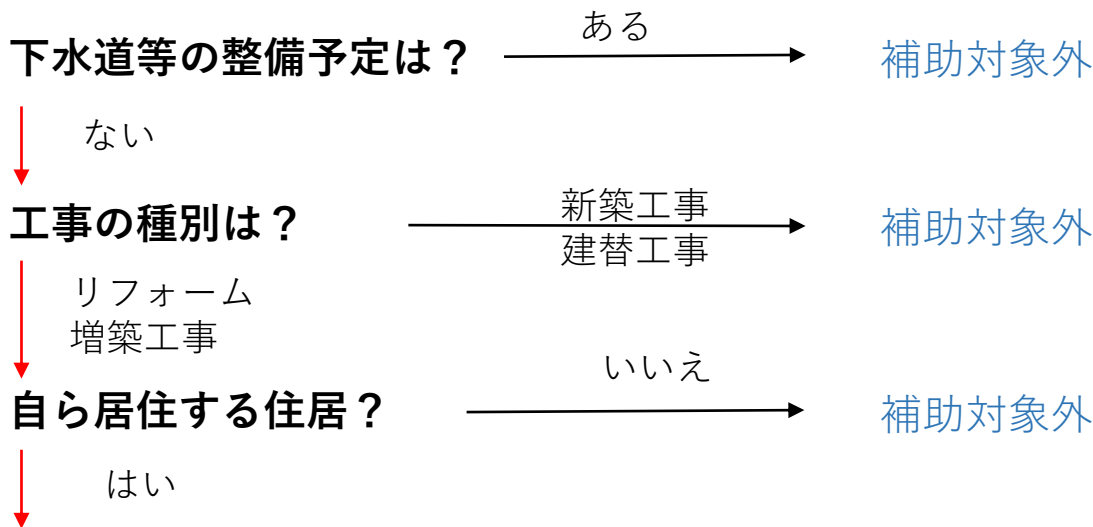 下水道等の整備予定は？
ある
補助対象外
ない
工事の種別は？
新築工事
建替工事
補助対象外
リフォーム
増築工事
自ら居住する住居？
いいえ
補助対象外
はい